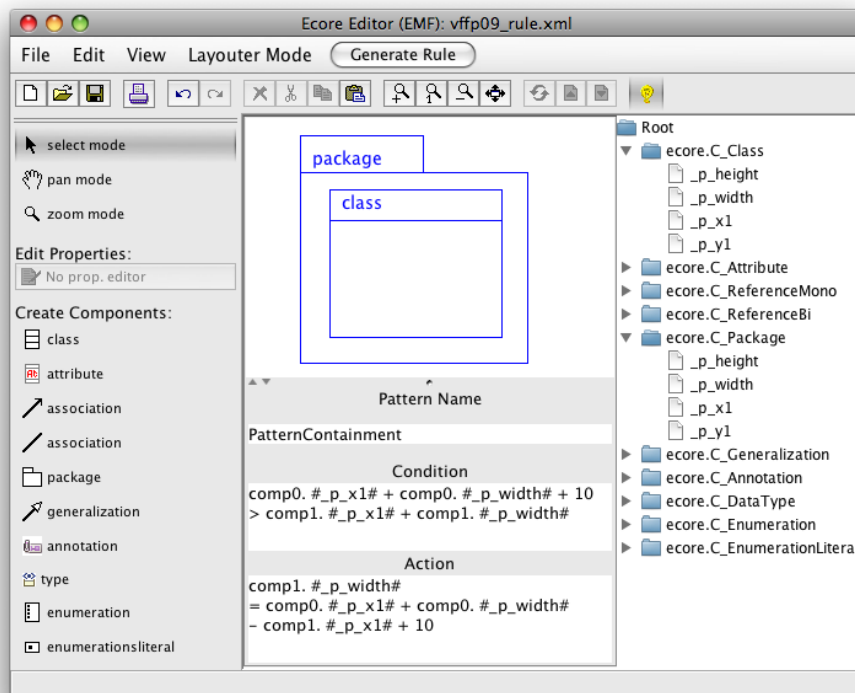 Ecore Editor (EMF): vffp09_rule.xml
File Edit View Layouter Mode Generate Rule
select mode
pan mode
zoom mode
Edit Properties:
No prop. editor
Create Components:
class
attribute
association
association
package
generalization
annotation
type
enumeration
enumerationsliteral
package
class
Pattern Name
PatternContainment
Condition
comp0. #_p_x1# + comp0. #_p_width# + 10
> comp1. #_p_x1# + comp1. #_p_width#
Action
comp1. #_p_width#
= comp0. #_p_x1# + comp0. #_p_width#
- comp1. #_p_x1# + 10
Root
ecore.C_Class
_p_height
_p_width
_p_x1
_p_y1
ecore.C_Attribute
ecore.C_ReferenceMono
ecore.C_ReferenceBi
ecore.C_Package
_p_height
_p_width
_p_x1
_p_y1
ecore.C_Generalization
ecore.C_Annotation
ecore.C_DataType
ecore.C_Enumeration
ecore.C_EnumerationLitera